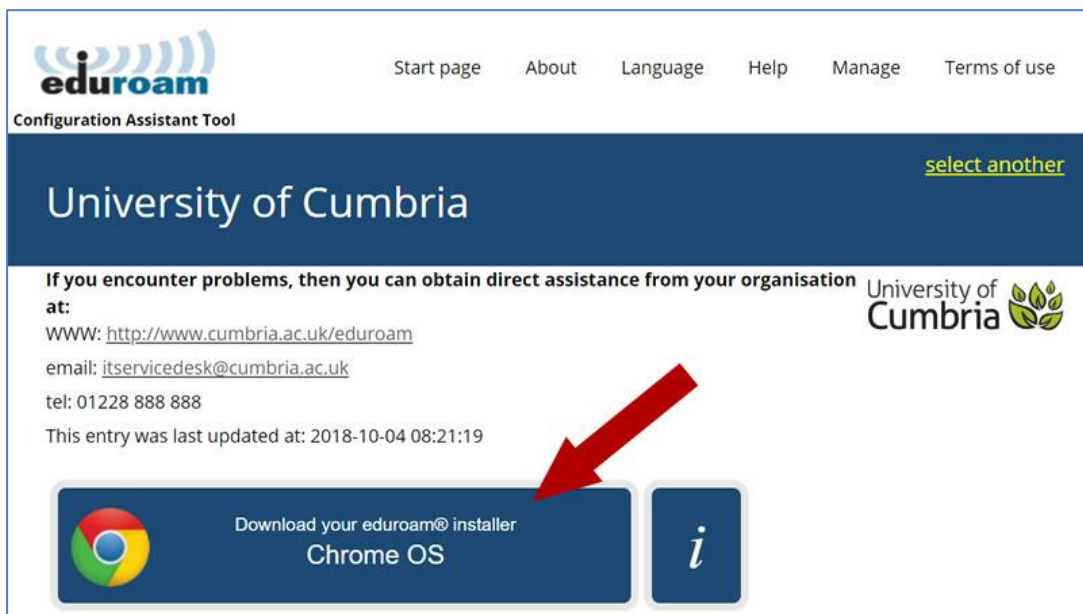 eduroam
Configuration Assistant Tool
Start page About Language Help Manage Terms of use
select another
University of Cumbria
If you encounter problems, then you can obtain direct assistance from your organisation
at:
WWW: http://www.cumbria.ac.uk/eduroam
email: itservicedesk@cumbria.ac.uk
tel: 01228 888 888
This entry was last updated at: 2018-10-04 08:21:19
University of
Cumbria
Download your eduroam® installer
Chrome OS
i